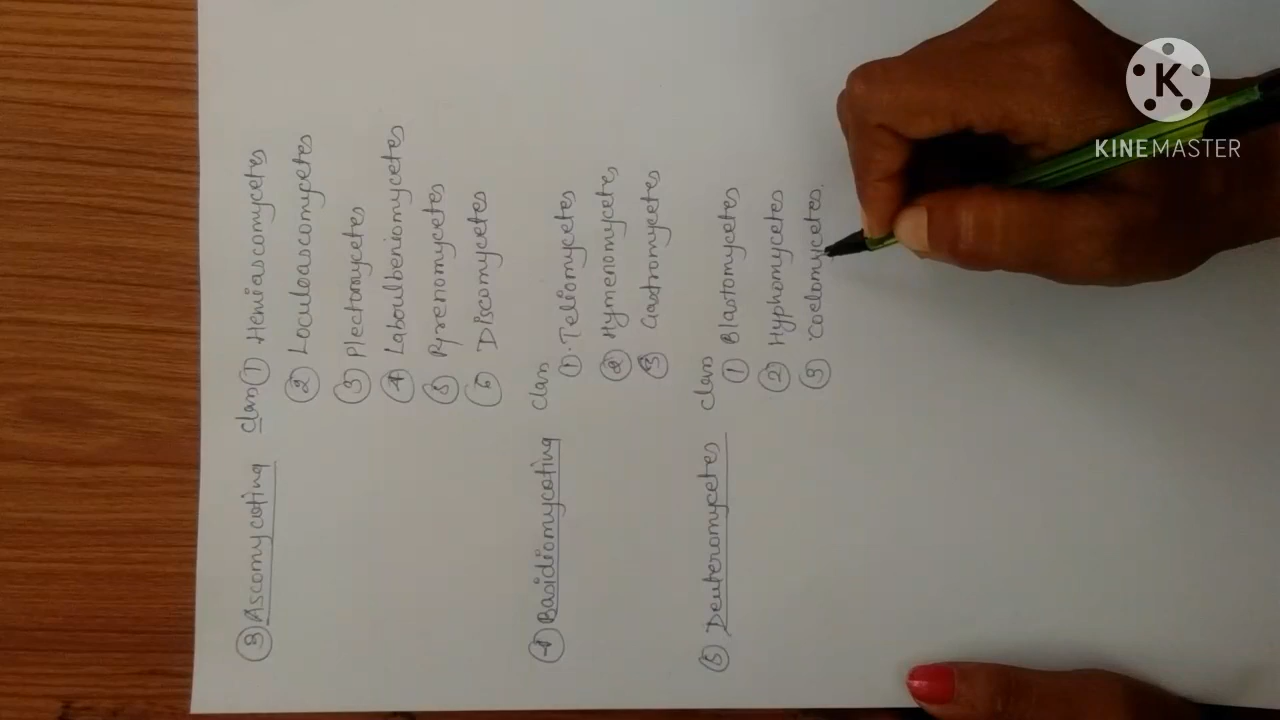 ③ Ascomycotina class ① Hemiascomycetes
② Loculoascomycetes
③ Plectomycetes
④ Laboulbeniomycetes
⑤ Pyrenomycetes
⑥ Discomycetes
④ Basidiomycotina class
① Teliomycetes
② Hymenomycetes
③ Gastromycetes
⑤ Deuteromycetes class
① Blastomycetes
② Hyphomycetes
③ Coelomycetes.
K
KINEMASTER